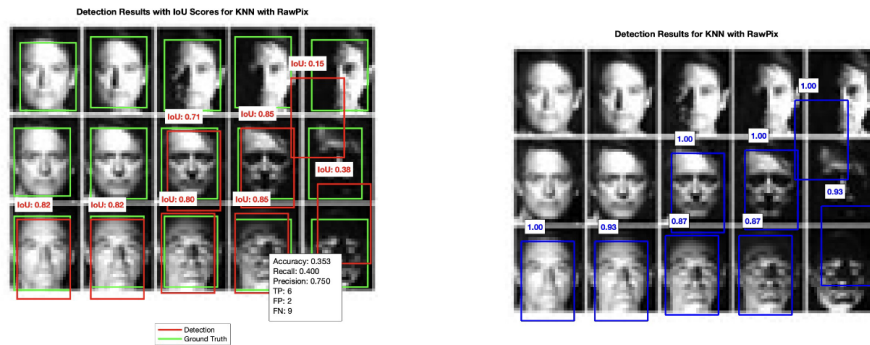 Detection Results with IoU Scores for KNN with RawPix
IoU: 0.15
IoU: 0.71
IoU: 0.85
IoU: 0.38
IoU: 0.82
IoU: 0.82
IoU: 0.80
IoU: 0.85
Accuracy: 0.353
Recall: 0.400
Precision: 0.750
TP: 6
FP: 2
FN: 9
Detection
Ground Truth
Detection Results for KNN with RawPix
1.00
1.00
1.00
0.93
1.00
0.93
0.87
0.87